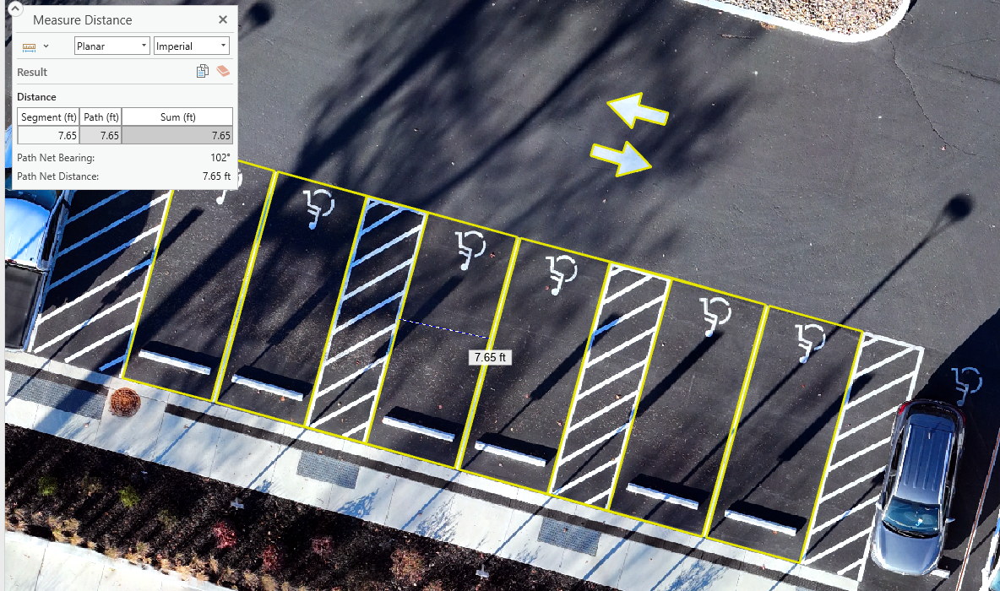 Measure Distance
Planar
Imperial
Result
Distance
Segment (ft) Path (ft) Sum (ft)
7.65 7.65 7.65
Path Net Bearing: 102°
Path Net Distance: 7.65 ft
7.65 ft